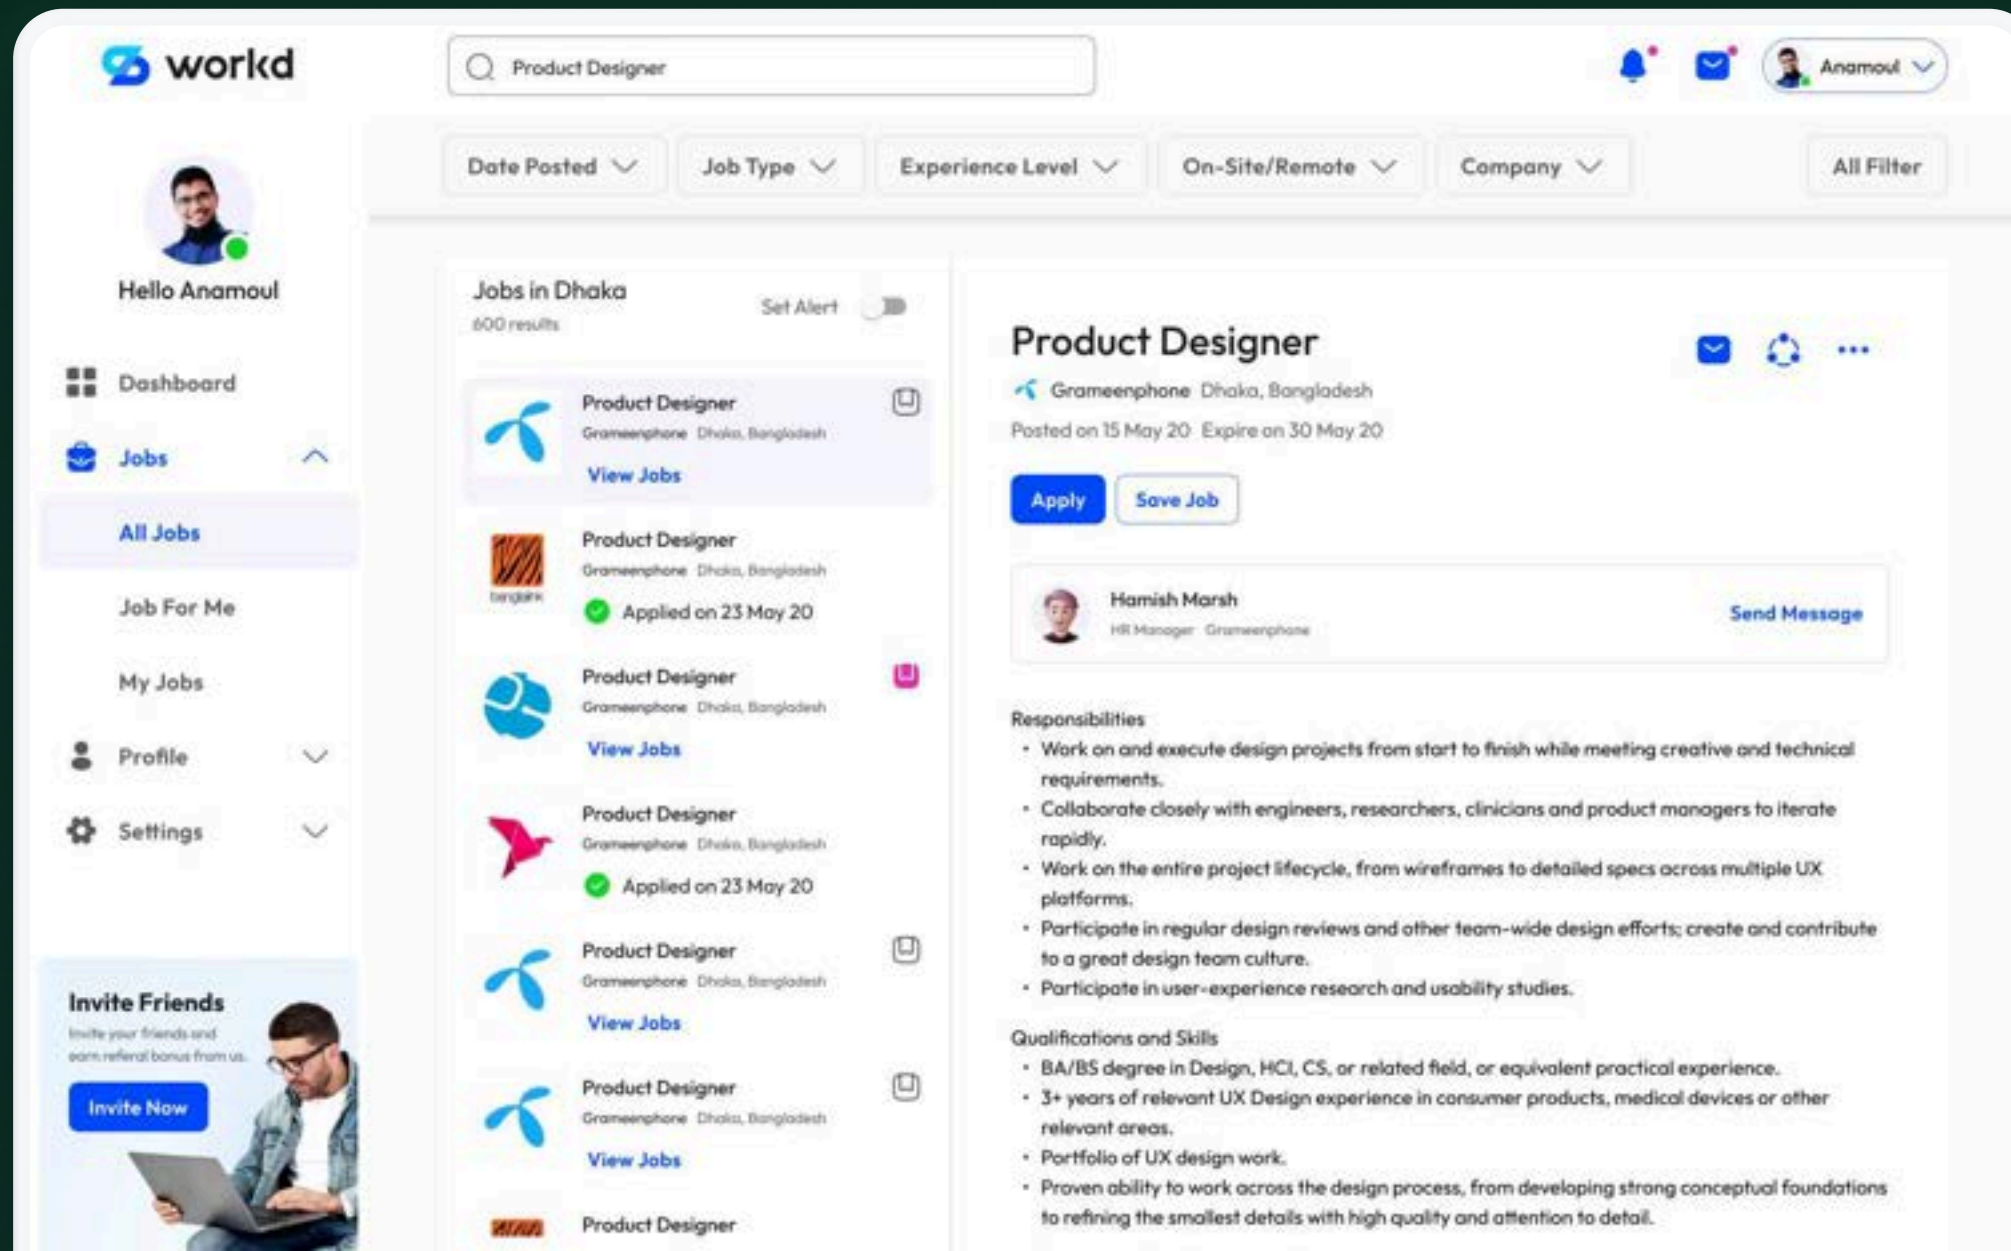 workd
Product Designer
Anamoul
Date Posted
Job Type
Experience Level
On-Site/Remote
Company
All Filter
Hello Anamoul
Dashboard
Jobs
All Jobs
Job For Me
My Jobs
Profile
Settings
Invite Friends
Invite your friends and
earn referal bonus from us.
Invite Now
Jobs in Dhaka
600 results
Set Alert
Product Designer
Grameenphone Dhaka, Bangladesh
View Jobs
banglalink
Product Designer
Grameenphone Dhaka, Bangladesh
Applied on 23 May 20
Product Designer
Grameenphone Dhaka, Bangladesh
View Jobs
Product Designer
Grameenphone Dhaka, Bangladesh
Applied on 23 May 20
Product Designer
Grameenphone Dhaka, Bangladesh
View Jobs
Product Designer
Grameenphone Dhaka, Bangladesh
View Jobs
Product Designer
Product Designer
Grameenphone Dhaka, Bangladesh
Posted on 15 May 20 Expire on 30 May 20
Apply
Save Job
Hamish Marsh
HR Manager Grameenphone
Send Message
Responsibilities
• Work on and execute design projects from start to finish while meeting creative and technical
requirements.
• Collaborate closely with engineers, researchers, clinicians and product managers to iterate
rapidly.
• Work on the entire project lifecycle, from wireframes to detailed specs across multiple UX
platforms.
• Participate in regular design reviews and other team-wide design efforts; create and contribute
to a great design team culture.
• Participate in user-experience research and usability studies.
Qualifications and Skills
• BA/BS degree in Design, HCI, CS, or related field, or equivalent practical experience.
• 3+ years of relevant UX Design experience in consumer products, medical devices or other
relevant areas.
• Portfolio of UX design work.
• Proven ability to work across the design process, from developing strong conceptual foundations
to refining the smallest details with high quality and attention to detail.